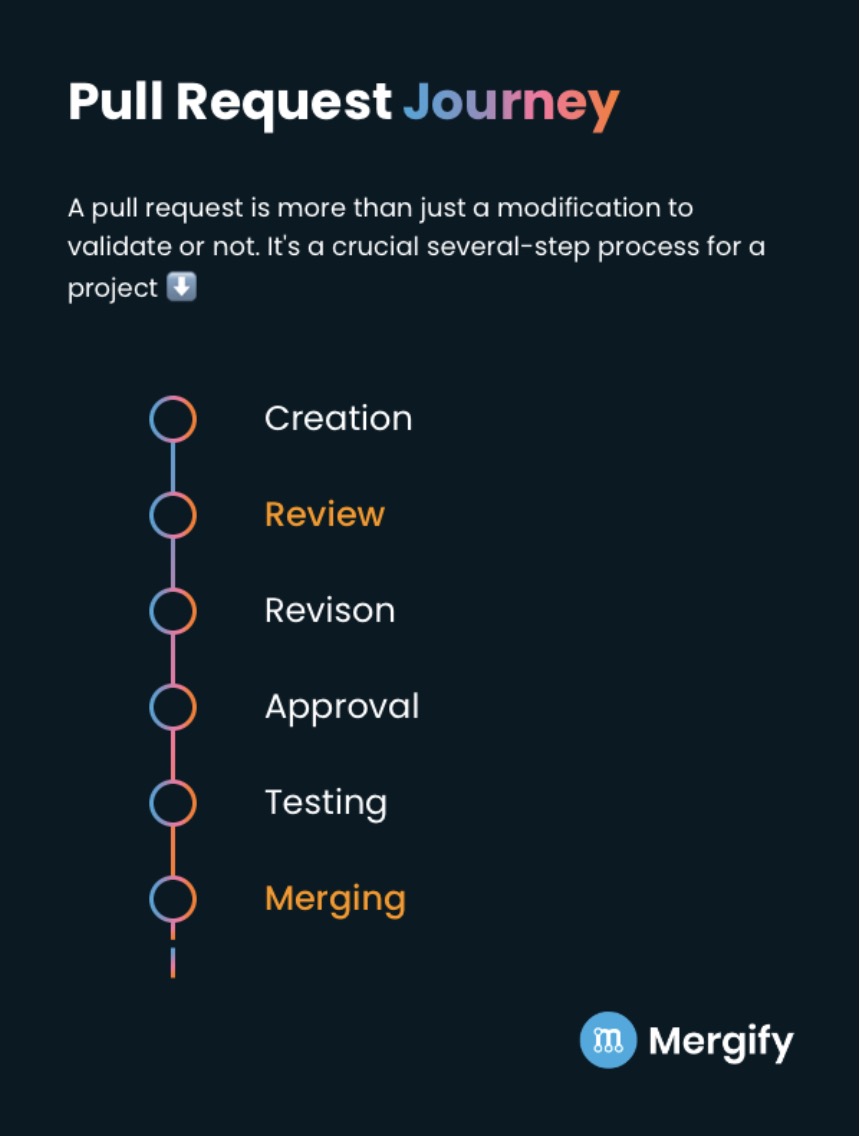 Pull Request Journey
A pull request is more than just a modification to
validate or not. It's a crucial several-step process for a
project ⬇️
Creation
Review
Revison
Approval
Testing
Merging
Mergify